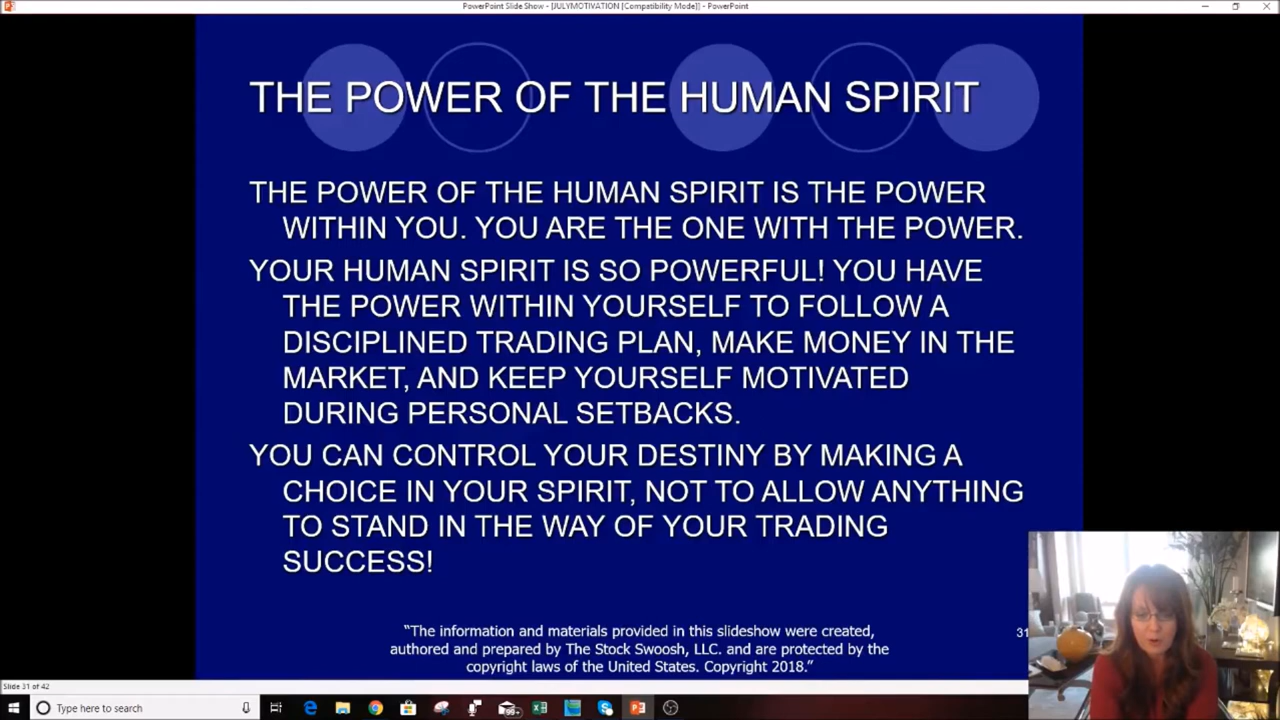 PowerPoint Slide Show - [JULYMOTIVATION [Compatibility Mode]] - PowerPoint
THE POWER OF THE HUMAN SPIRIT
THE POWER OF THE HUMAN SPIRIT IS THE POWER
WITHIN YOU. YOU ARE THE ONE WITH THE POWER.
YOUR HUMAN SPIRIT IS SO POWERFUL! YOU HAVE
THE POWER WITHIN YOURSELF TO FOLLOW A
DISCIPLINED TRADING PLAN, MAKE MONEY IN THE
MARKET, AND KEEP YOURSELF MOTIVATED
DURING PERSONAL SETBACKS.
YOU CAN CONTROL YOUR DESTINY BY MAKING A
CHOICE IN YOUR SPIRIT, NOT TO ALLOW ANYTHING
TO STAND IN THE WAY OF YOUR TRADING
SUCCESS!
"The information and materials provided in this slideshow were created,
authored and prepared by The Stock Swoosh, LLC. and are protected by the
copyright laws of the United States. Copyright 2018."
31
Slide 31 of 42
Type here to search
99+